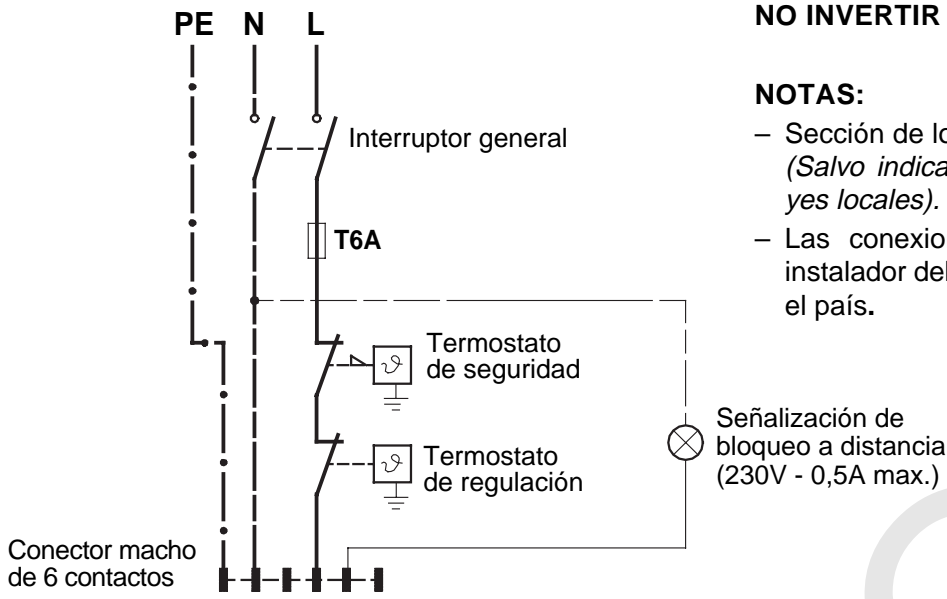 PE N L
Interruptor general
T6A
Termostato
de seguridad
Termostato
de regulación
Señalización de
bloqueo a distancia
(230V - 0,5A max.)
Conector macho
de 6 contactos
NO INVERTIR
NOTAS:
– Sección de lo
(Salvo indica
yes locales).
– Las conexio
instalador del
el país.